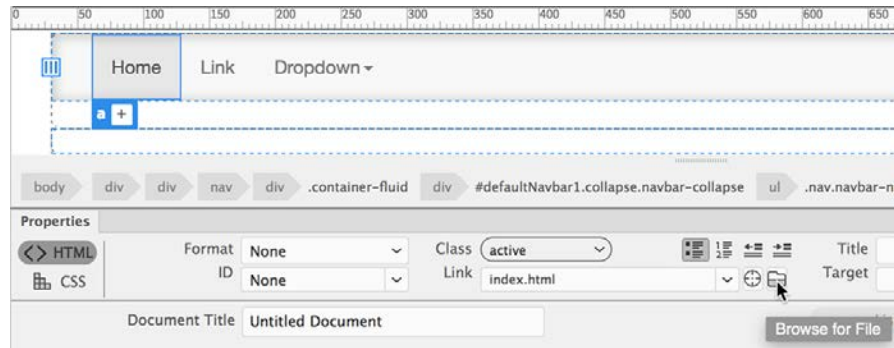 0 50 100 150 200 250 300 350 400 450 500 550 600 650
Home Link Dropdown
a +
body div div nav div .container-fluid div #defaultNavbar1.collapse.navbar-collapse ul .nav.navbar-n
Properties
<> HTML Format None Class active Title
CSS ID None Link index.html Target
Document Title Untitled Document
Browse for File